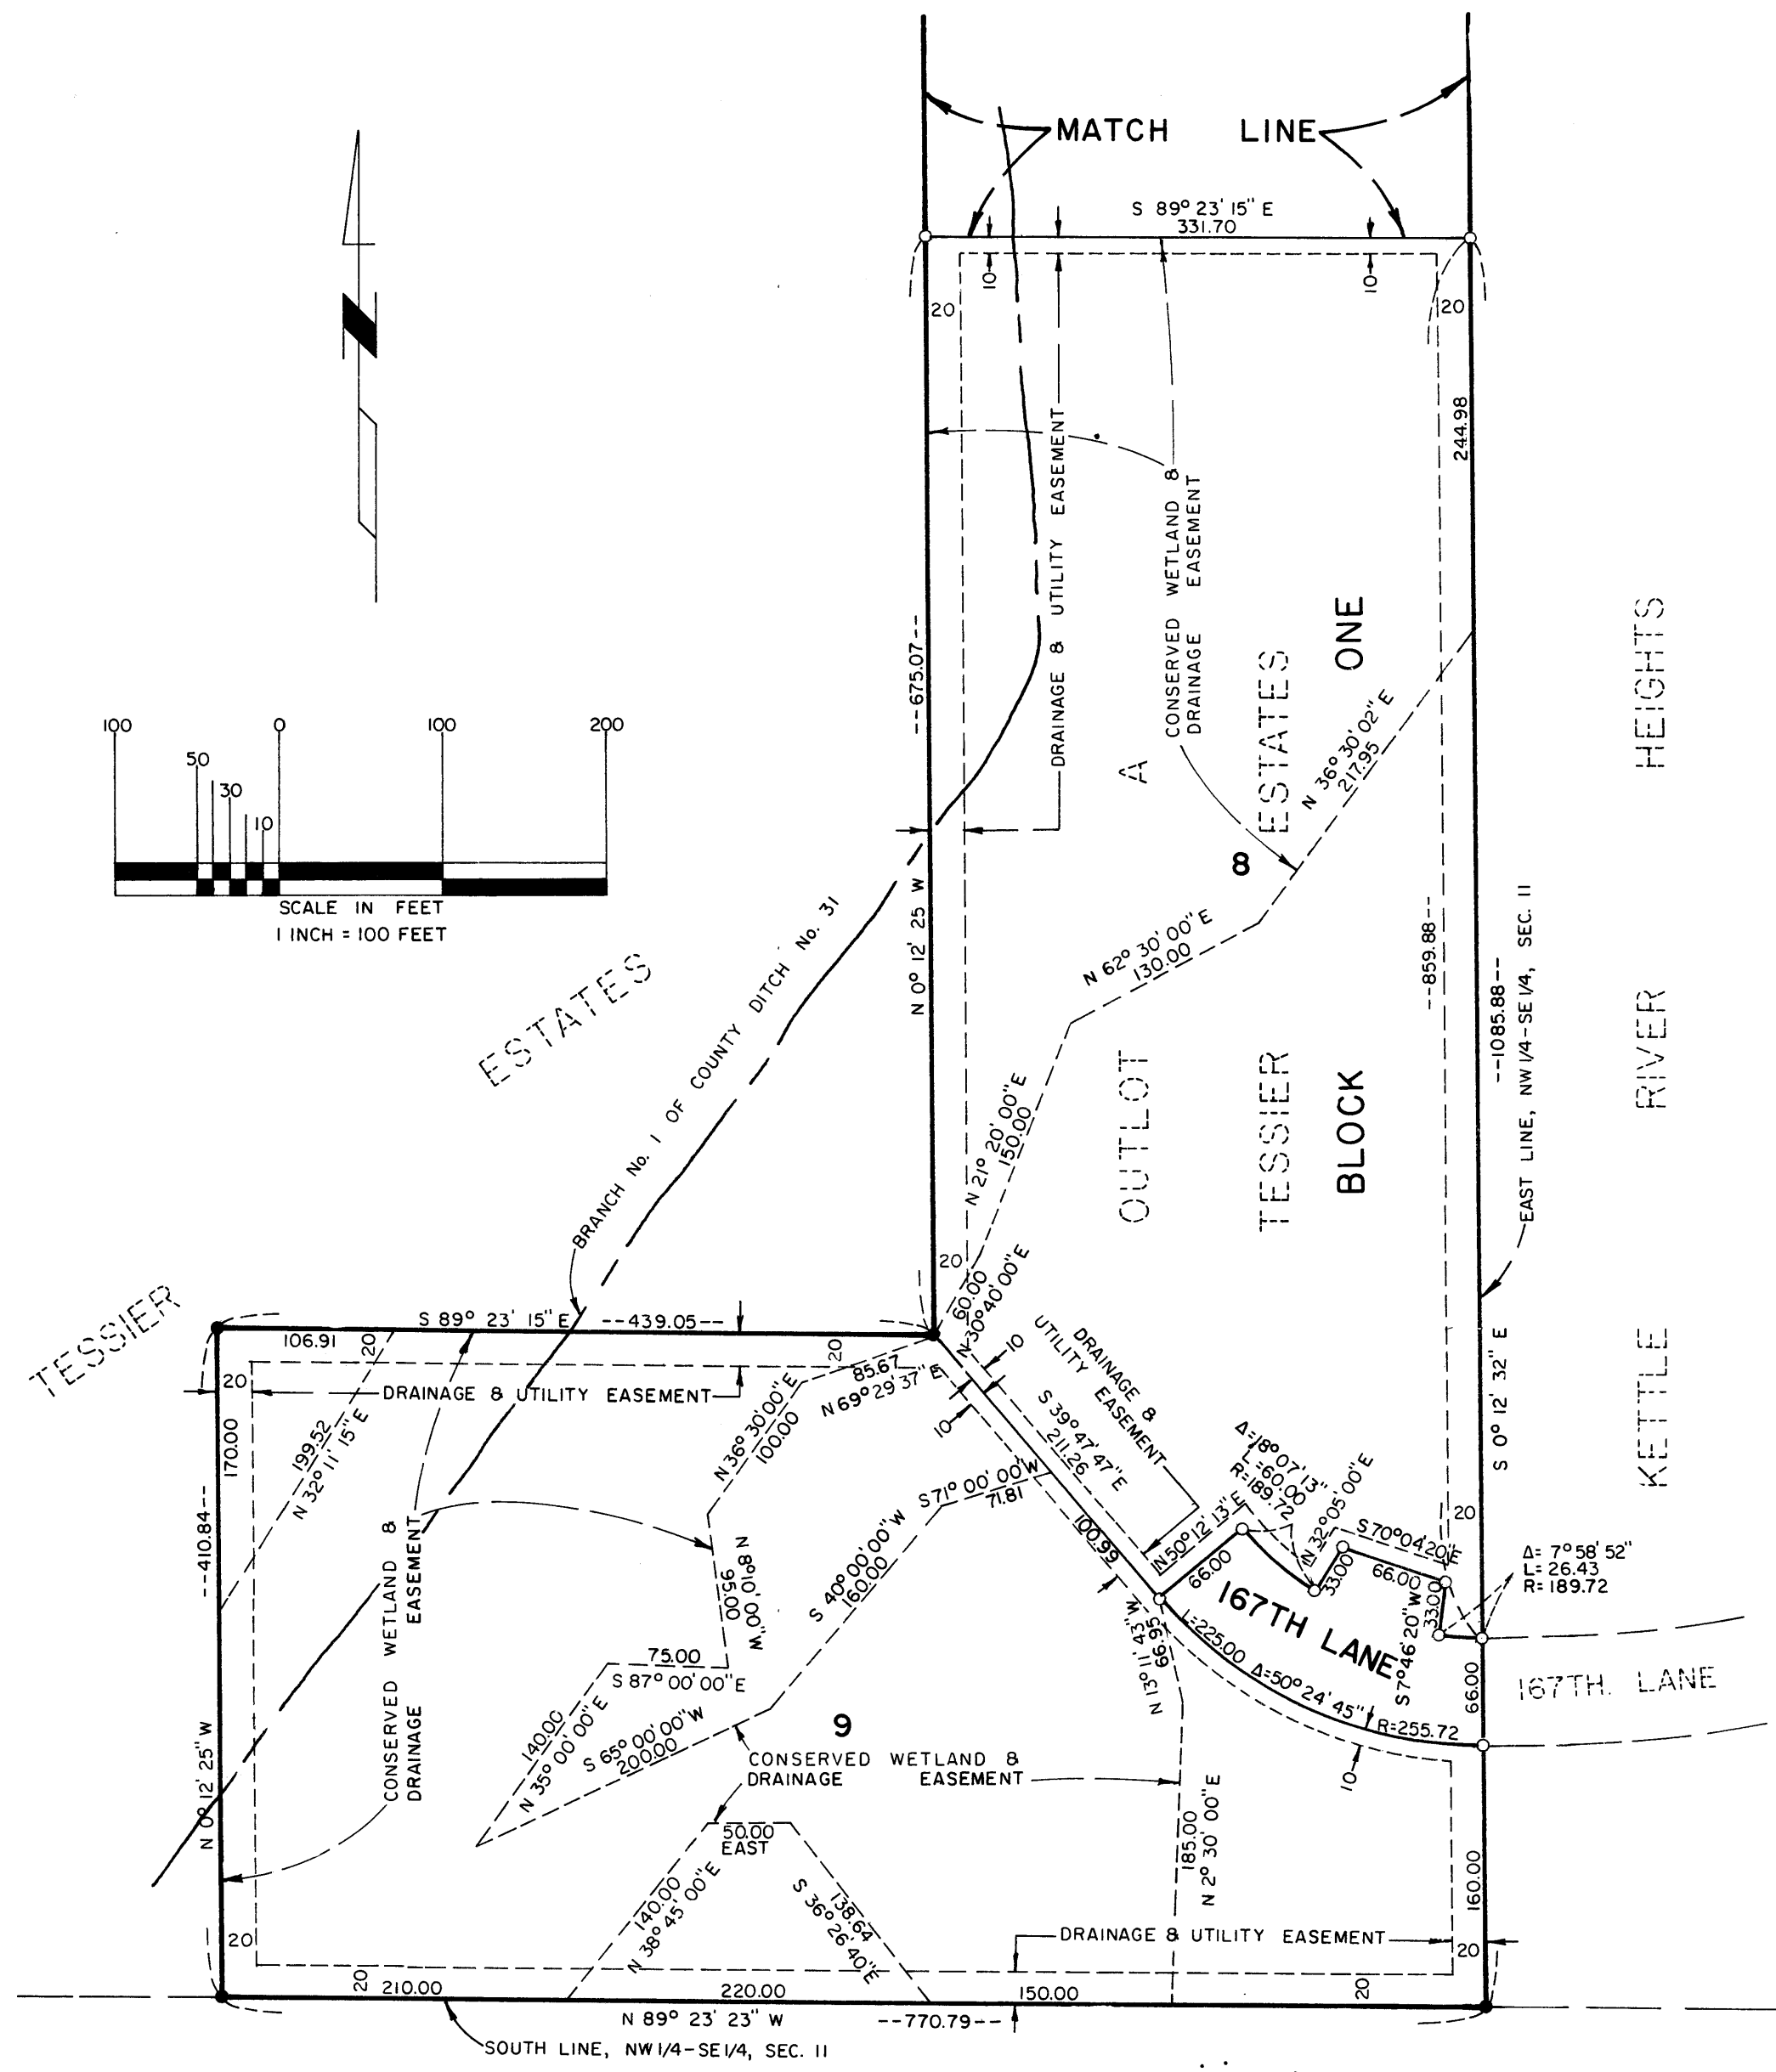 MATCH LINE
S 89° 23' 15" E
331.70
10
10
20
20
244.98
100 0 100 200
50
30
10
SCALE IN FEET
1 INCH = 100 FEET
DRAINAGE & UTILITY EASEMENT
CONSERVED WETLAND &
DRAINAGE EASEMENT
--675.07--
N 0° 12' 25 W
A
OUTLOT
ESTATES
TESSIER
BLOCK ONE
8
N 36° 30' 02" E
217.95
N 62° 30' 00" E
130.00
N 21° 20' 00" E
150.00
60.00
N 30° 40' 00" E
20
--859.88--
--1085.88--
EAST LINE, NW 1/4-SE 1/4, SEC. 11
S 0° 12' 32" E
KETTLE RIVER HEIGHTS
TESSIER ESTATES
BRANCH No. 1 OF COUNTY DITCH No. 31
S 89° 23' 15" E --439.05--
106.91
20
20
20
DRAINAGE & UTILITY EASEMENT
170.00
--410.84--
N 0° 12' 25" W
199.52
N 32° 11' 15" E
CONSERVED WETLAND &
DRAINAGE EASEMENT
85.67
N 69° 29' 37" E
N 36° 30' 00" E
100.00
N 8° 10' 00" W
95.00
75.00
S 87° 00' 00" E
140.00
N 35° 00' 00" E
S 65° 00' 00" W
200.00
S 40° 00' 00" W
160.00
S 71° 00' 00" W
71.81
10
10
DRAINAGE &
UTILITY EASEMENT
S 39° 47' 47" E
211.26
100.99
N 50° 12' 13" E
66.00
Δ=18° 07' 13"
L=60.00
R=189.72
N 32° 05' 00" E
33.00
S 70° 04' 20" E
66.00
33.00
S 7° 46' 20" W
20
Δ= 7° 58' 52"
L= 26.43
R= 189.72
167TH LANE
167TH. LANE
L=225.00 Δ=50° 24' 45" R=255.72
66.00
N 13° 11' 43" W
66.95
10
9
CONSERVED WETLAND &
DRAINAGE EASEMENT
185.00
N 2° 30' 00" E
160.00
50.00
EAST
140.00
N 38° 45' 00" E
138.64
S 36° 26' 40" E
DRAINAGE & UTILITY EASEMENT
20
20
20
20
210.00 220.00 150.00
N 89° 23' 23" W --770.79--
SOUTH LINE, NW 1/4-SE 1/4, SEC. 11